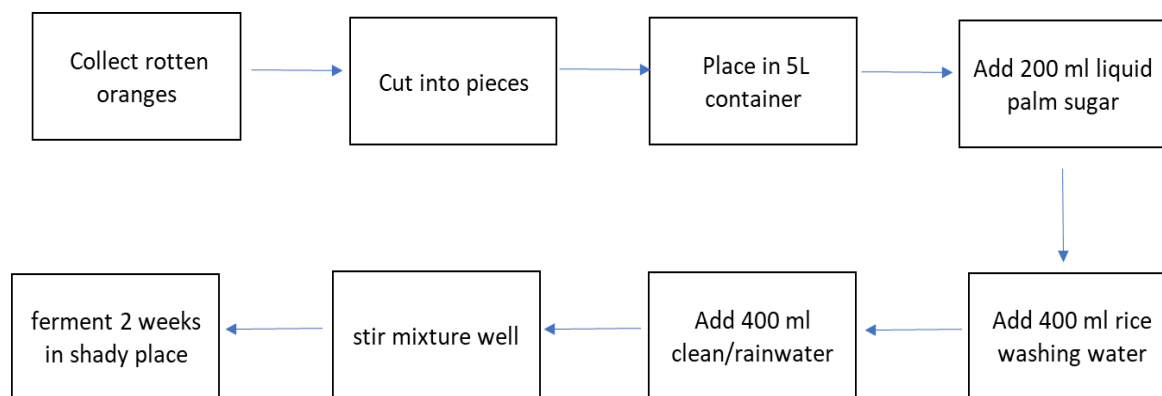 Collect rotten
oranges
Cut into pieces
Place in 5L
container
Add 200 ml liquid
palm sugar
Add 400 ml rice
washing water
Add 400 ml
clean/rainwater
stir mixture well
ferment 2 weeks
in shady place